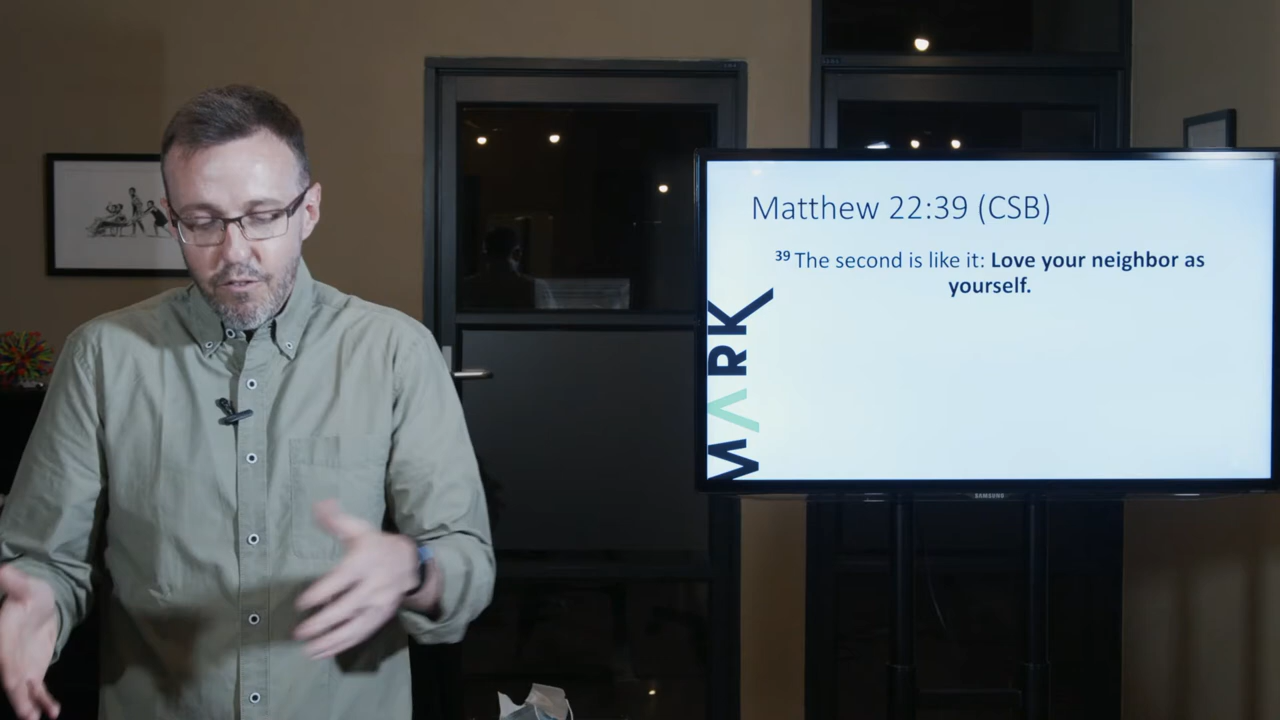 Matthew 22:39 (CSB)
39 The second is like it: Love your neighbor as
yourself.
MARK
SAMSUNG